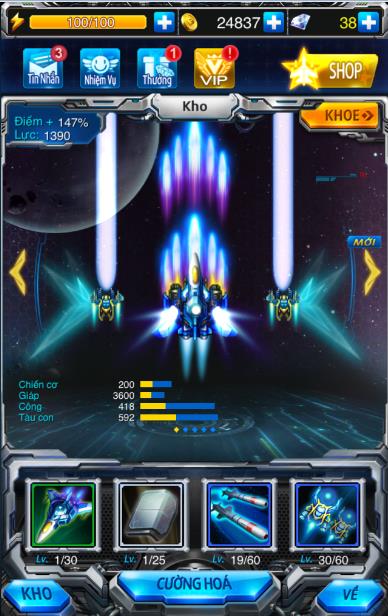 100/100 24837 38
3 1 !
Tin Nhắn Nhiệm Vụ Thưởng VIP SHOP
Kho
KHOE
Điểm + 147%
Lực: 1390
MỚI
Chiến cơ 200
Giáp 3600
Công 418
Tàu con 592
Lv. 1/30 Lv. 1/25 Lv. 19/60 Lv. 30/60
KHO CƯỜNG HOÁ VỀ